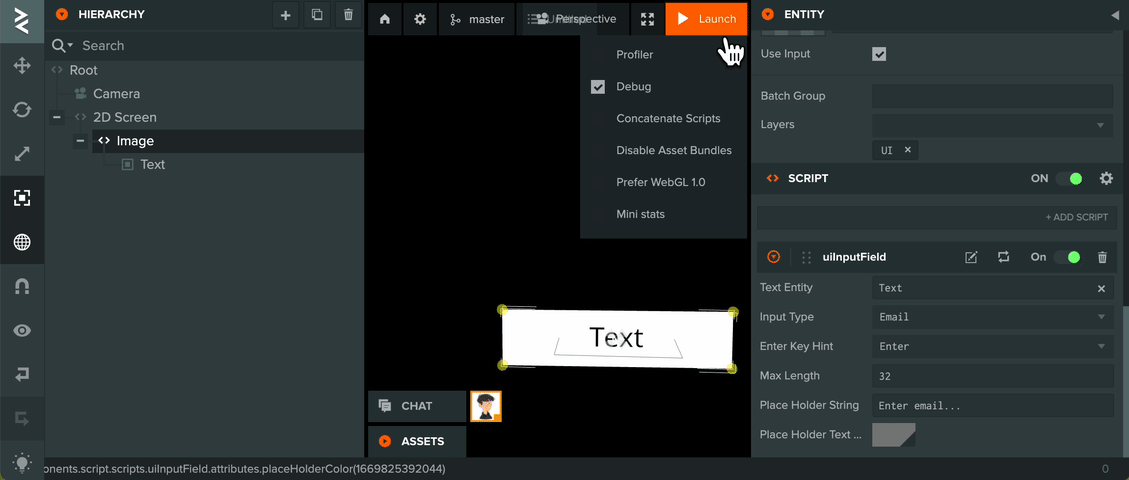 HIERARCHY
Search
Root
Camera
2D Screen
Image
Text
master
Perspective
Launch
Profiler
Debug
Concatenate Scripts
Disable Asset Bundles
Prefer WebGL 1.0
Mini stats
Text
CHAT
ASSETS
onents.script.scripts.uiInputField.attributes.placeHolderColor(1669825392044)
ENTITY
Use Input
Batch Group
Layers
UI
SCRIPT ON
+ ADD SCRIPT
uiInputField On
Text Entity Text
Input Type Email
Enter Key Hint Enter
Max Length 32
Place Holder String Enter email...
Place Holder Text ...
0